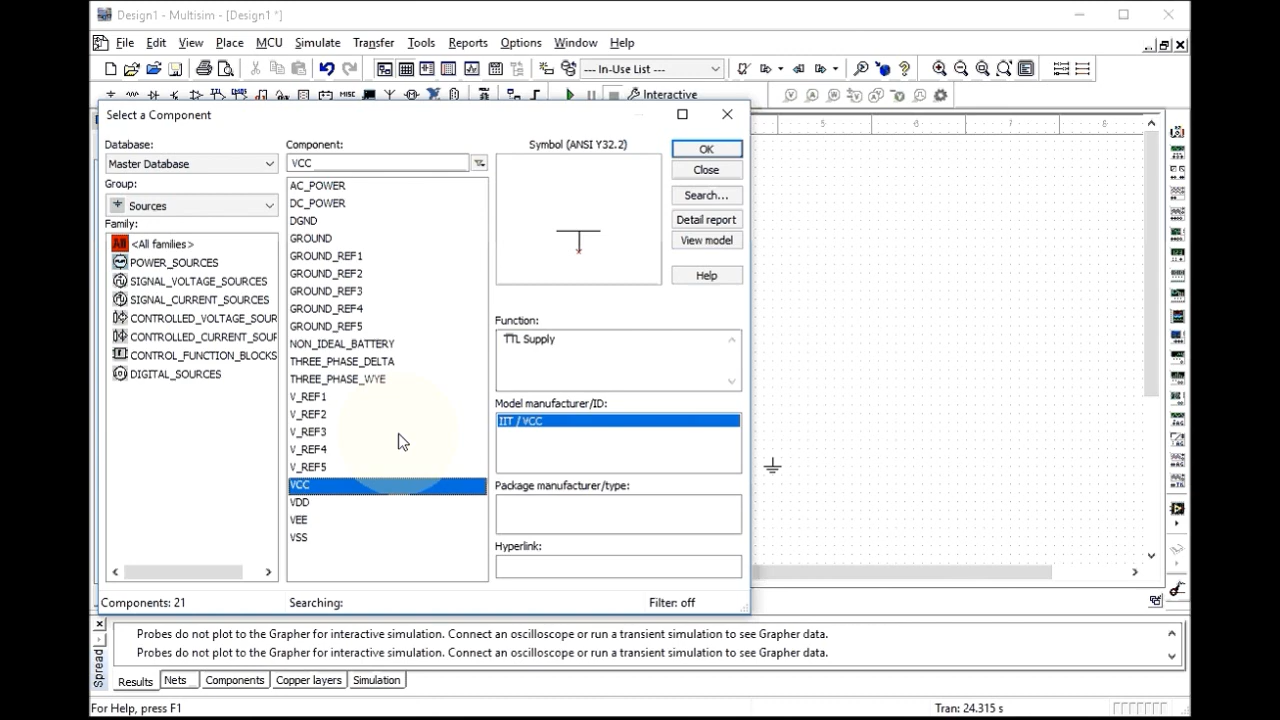 Design1 - Multisim - [Design1 *]
File Edit View Place MCU Simulate Transfer Tools Reports Options Window Help
--- In-Use List ---
MISC
Interactive
V A W
Select a Component
Database:
Master Database
Group:
Sources
Family:
All <All families>
POWER_SOURCES
SIGNAL_VOLTAGE_SOURCES
SIGNAL_CURRENT_SOURCES
CONTROLLED_VOLTAGE_SOUR
CONTROLLED_CURRENT_SOUR
CONTROL_FUNCTION_BLOCKS
DIGITAL_SOURCES
Component:
VCC
AC_POWER
DC_POWER
DGND
GROUND
GROUND_REF1
GROUND_REF2
GROUND_REF3
GROUND_REF4
GROUND_REF5
NON_IDEAL_BATTERY
THREE_PHASE_DELTA
THREE_PHASE_WYE
V_REF1
V_REF2
V_REF3
V_REF4
V_REF5
VCC
VDD
VEE
VSS
Symbol (ANSI Y32.2)
Function:
TTL Supply
Model manufacturer/ID:
IIT / VCC
Package manufacturer/type:
Hyperlink:
OK
Close
Search...
Detail report
View model
Help
Components: 21 Searching: Filter: off
5 6 7 8
Probes do not plot to the Grapher for interactive simulation. Connect an oscilloscope or run a transient simulation to see Grapher data.
Probes do not plot to the Grapher for interactive simulation. Connect an oscilloscope or run a transient simulation to see Grapher data.
Spread
Results Nets Components Copper layers Simulation
For Help, press F1 Tran: 24.315 s